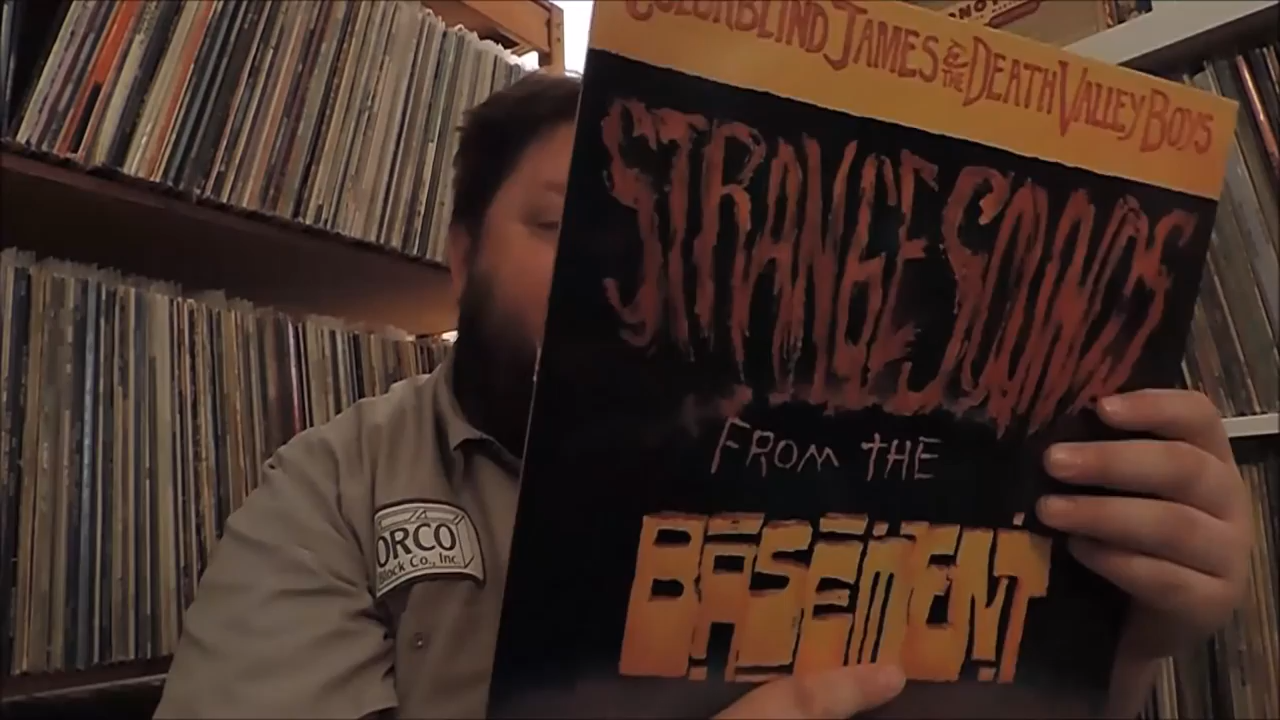 COLORBLIND JAMES & THE DEATH VALLEY BOYS
STRANGE SOUNDS
FROM THE
BASEMENT
ORCO
Block Co., Inc.